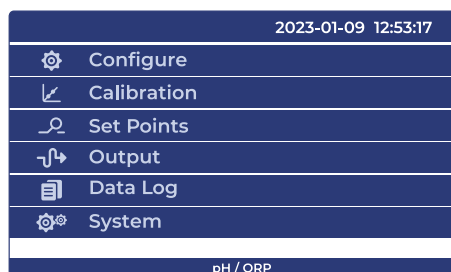 2023-01-09 12:53:17
Configure
Calibration
Set Points
Output
Data Log
System
pH / ORP